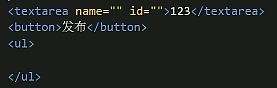 <textarea name="" id="">123</textarea>
<button>发布</button>
<ul>
</ul>